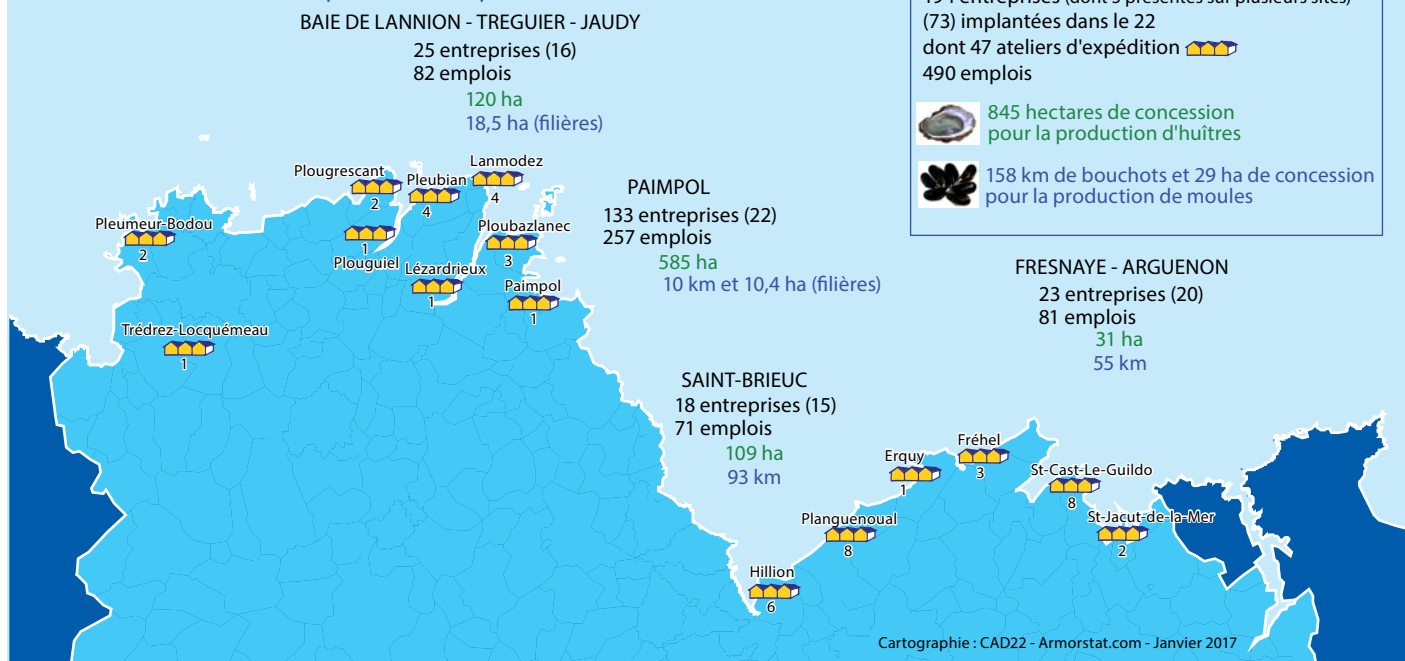 BAIE DE LANNION - TREGUIER - JAUDY
25 entreprises (16)
82 emplois
120 ha
18,5 ha (filières)
(73) implantées dans le 22
dont 47 ateliers d'expédition
490 emplois
845 hectares de concession
pour la production d'huîtres
158 km de bouchots et 29 ha de concession
pour la production de moules
Plougrescant
2
Pleubian
4
Lanmodez
4
Pleumeur-Bodou
2
Plouguiel
1
Ploubazlanec
3
Lézardrieux
1
Paimpol
1
Trédrez-Locquémeau
1
PAIMPOL
133 entreprises (22)
257 emplois
585 ha
10 km et 10,4 ha (filières)
FRESNAYE - ARGUENON
23 entreprises (20)
81 emplois
31 ha
55 km
SAINT-BRIEUC
18 entreprises (15)
71 emplois
109 ha
93 km
Fréhel
3
Erquy
1
St-Cast-Le-Guildo
8
St-Jacut-de-la-Mer
2
Planguenoual
8
Hillion
6
Cartographie : CAD22 - Armorstat.com - Janvier 2017